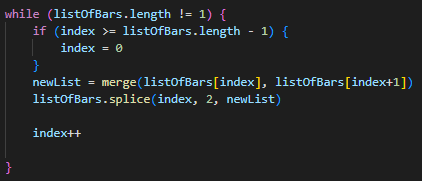 while (listOfBars.length != 1) {
    if (index >= listOfBars.length - 1) {
        index = 0
    }
    newList = merge(listOfBars[index], listOfBars[index+1])
    listOfBars.splice(index, 2, newList)
    index++
}